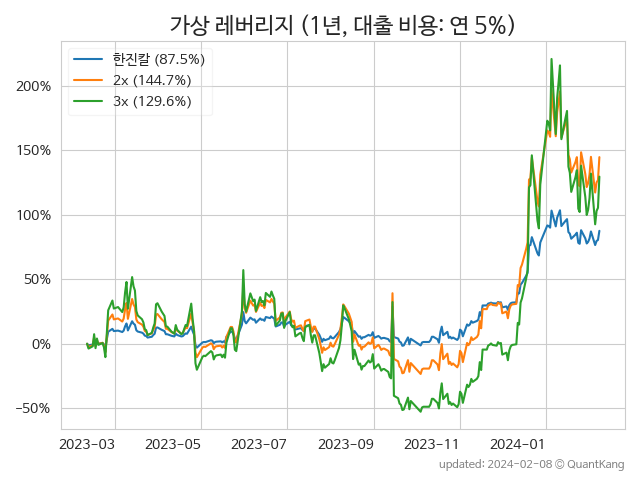 가상 레버리지 (1년, 대출 비용: 연 5%)
한진칼 (87.5%)
2x (144.7%)
3x (129.6%)
200%
150%
100%
50%
0%
−50%
2023-03 2023-05 2023-07 2023-09 2023-11 2024-01
updated: 2024-02-08 © QuantKang